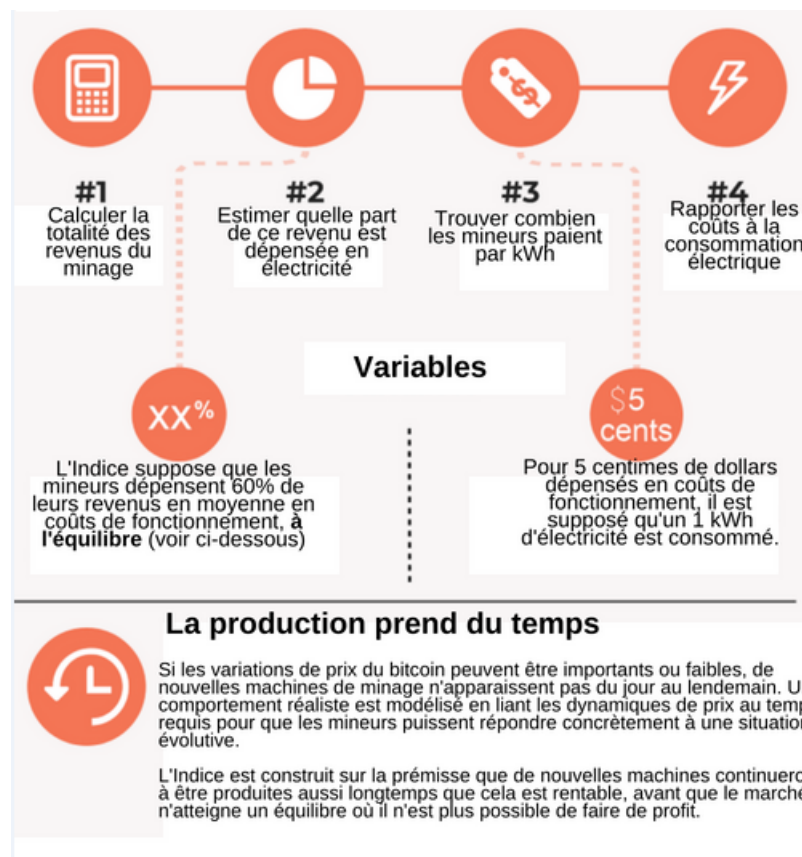 #1
Calculer la
totalité des
revenus du
minage
#2
Estimer quelle part
de ce revenu est
dépensée en
électricité
#3
Trouver combien
les mineurs paient
par kWh
#4
Rapporter les
coûts à la
consommation
électrique
Variables
xx%
L'Indice suppose que les
mineurs dépensent 60% de
leurs revenus en moyenne en
coûts de fonctionnement, à
l'équilibre (voir ci-dessous)
$5
cents
Pour 5 centimes de dollars
dépensés en coûts de
fonctionnement, il est
supposé qu'un 1 kWh
d'électricité est consommé.
La production prend du temps
Si les variations de prix du bitcoin peuvent être importants ou faibles, de
nouvelles machines de minage n'apparaissent pas du jour au lendemain. U
comportement réaliste est modélisé en liant les dynamiques de prix au temp
requis pour que les mineurs puissent répondre concrètement à une situation
évolutive.
L'Indice est construit sur la prémisse que de nouvelles machines continuero
à être produites aussi longtemps que cela est rentable, avant que le marché
n'atteigne un équilibre où il n'est plus possible de faire de profit.